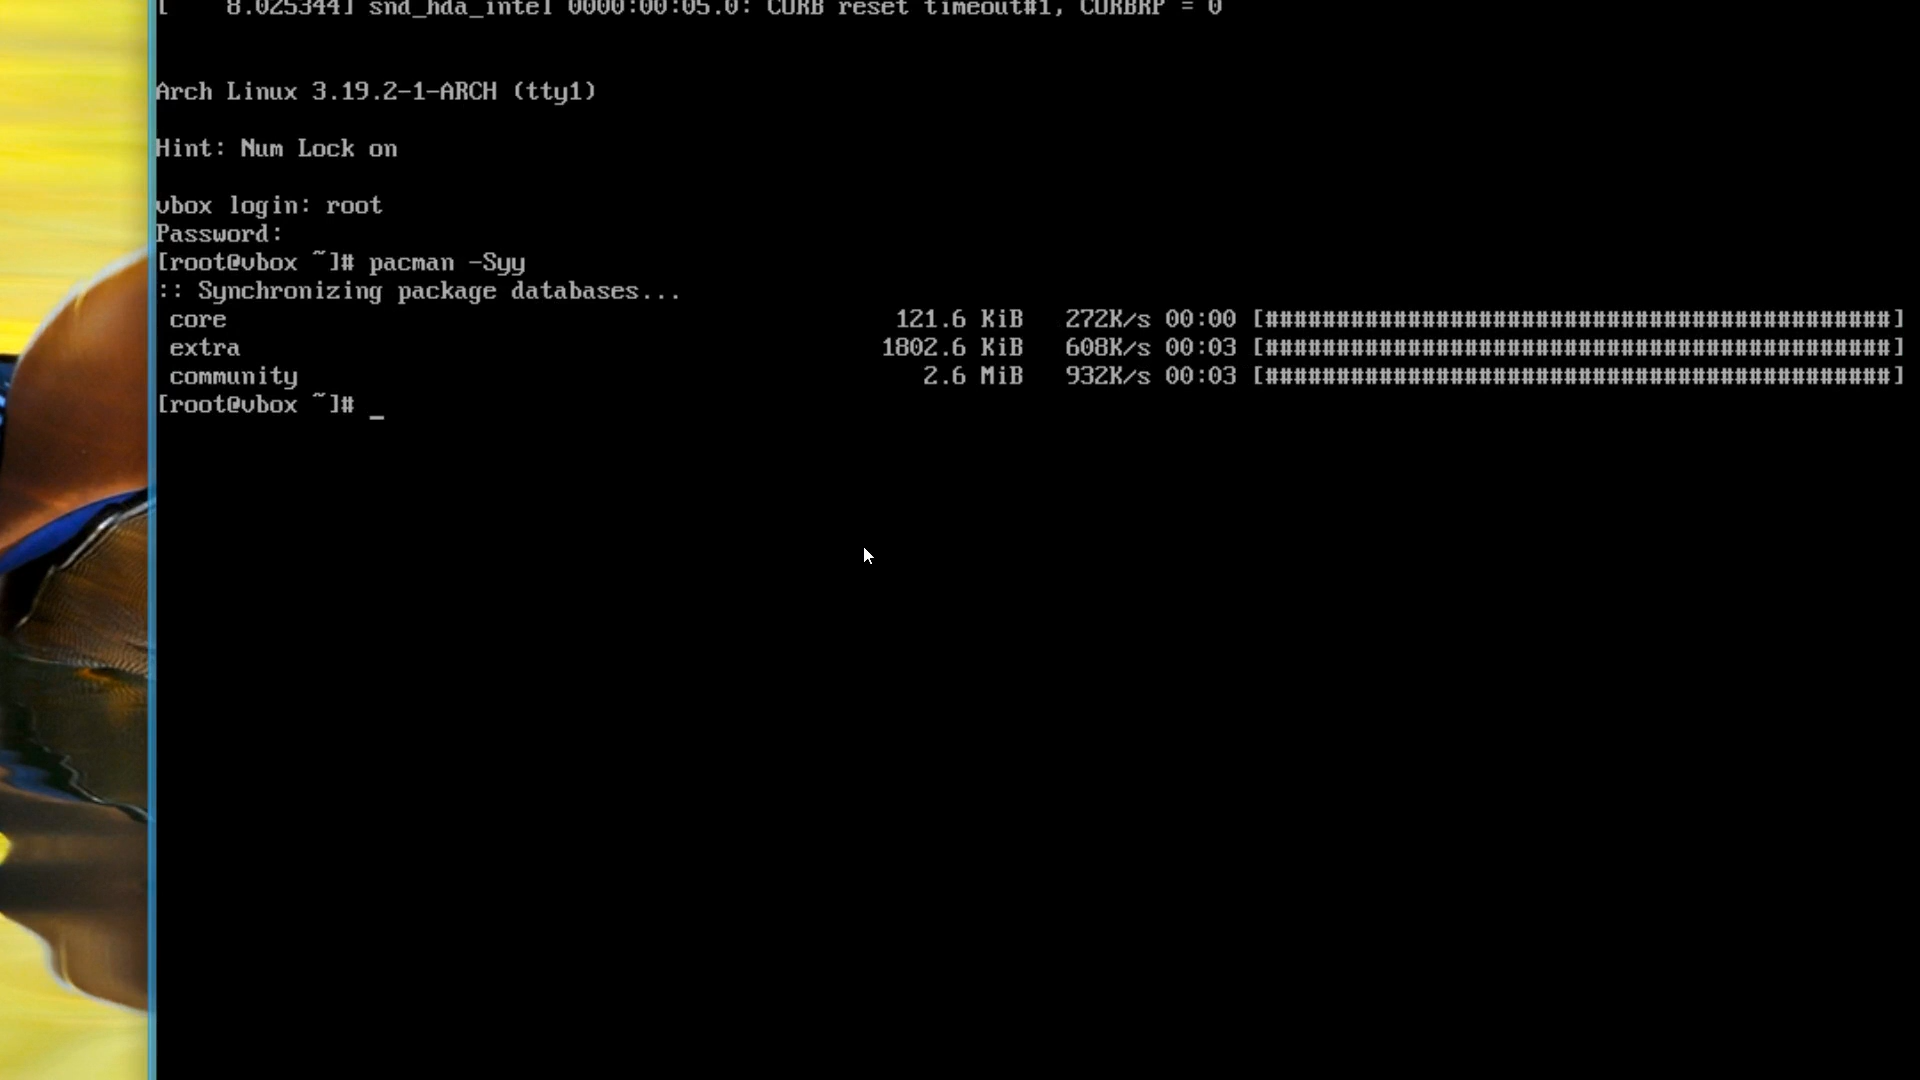 [    8.025344] snd_hda_intel 0000:00:05.0: CORB reset timeout#1, CORBRP = 0
Arch Linux 3.19.2-1-ARCH (tty1)
Hint: Num Lock on
vbox login: root
Password:
[root@vbox ~]# pacman -Syy
:: Synchronizing package databases...
core 121.6 KiB 272K/s 00:00 [############################################]
extra 1802.6 KiB 608K/s 00:03 [############################################]
community 2.6 MiB 932K/s 00:03 [############################################]
[root@vbox ~]# _